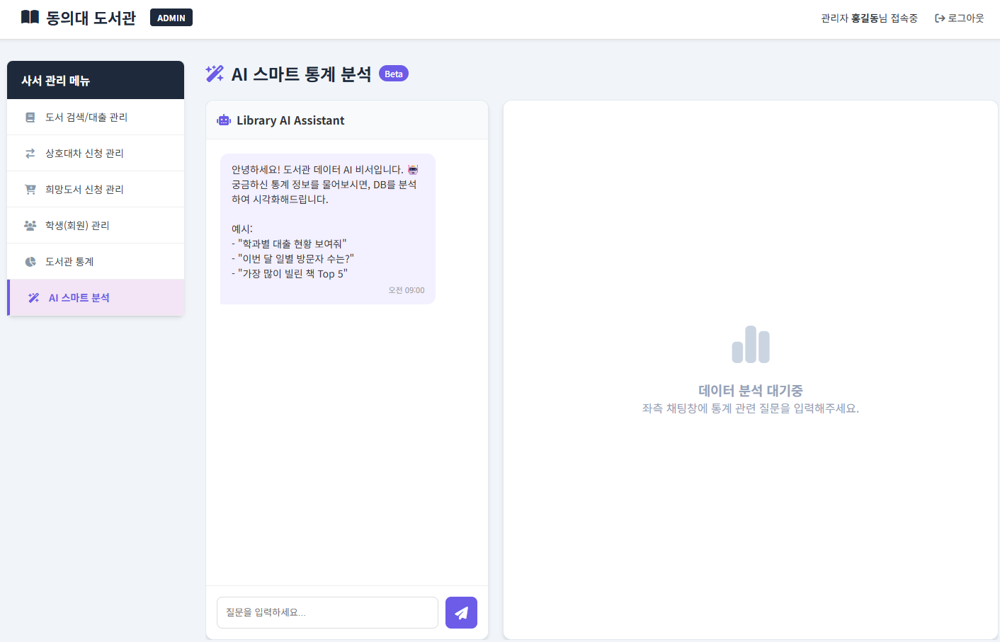 동의대 도서관 ADMIN
관리자 홍길동님 접속중 로그아웃
사서 관리 메뉴
도서 검색/대출 관리
상호대차 신청 관리
희망도서 신청 관리
학생(회원) 관리
도서관 통계
AI 스마트 분석
AI 스마트 통계 분석 Beta
Library AI Assistant
안녕하세요! 도서관 데이터 AI 비서입니다. 🤖
궁금하신 통계 정보를 물어보시면, DB를 분석
하여 시각화해드립니다.
예시:
- "학과별 대출 현황 보여줘"
- "이번 달 일별 방문자 수는?"
- "가장 많이 빌린 책 Top 5"
오전 09:00
질문을 입력하세요...
데이터 분석 대기중
좌측 채팅창에 통계 관련 질문을 입력해주세요.